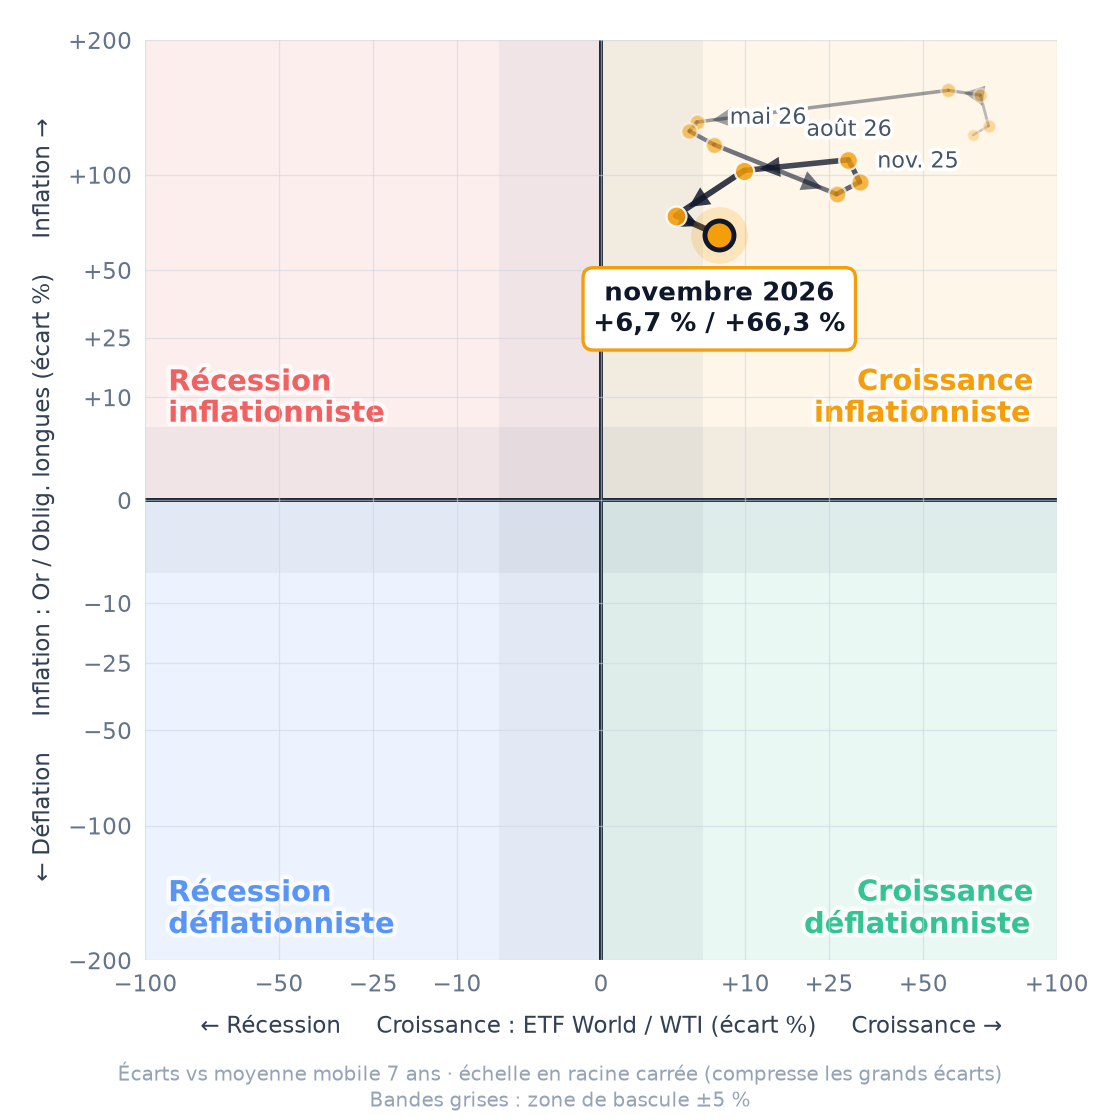 +200
+100
+50
+25
+10
0
−10
−25
−50
−100
−200
← Déflation Inflation : Or / Oblig. longues (écart %) Inflation →
mai 26
août 26
nov. 25
novembre 2026
+6,7 % / +66,3 %
Récession
inflationniste
Croissance
inflationniste
Récession
déflationniste
Croissance
déflationniste
−100 −50 −25 −10 0 +10 +25 +50 +100
← Récession Croissance : ETF World / WTI (écart %) Croissance →
Écarts vs moyenne mobile 7 ans · échelle en racine carrée (compresse les grands écarts)
Bandes grises : zone de bascule ±5 %